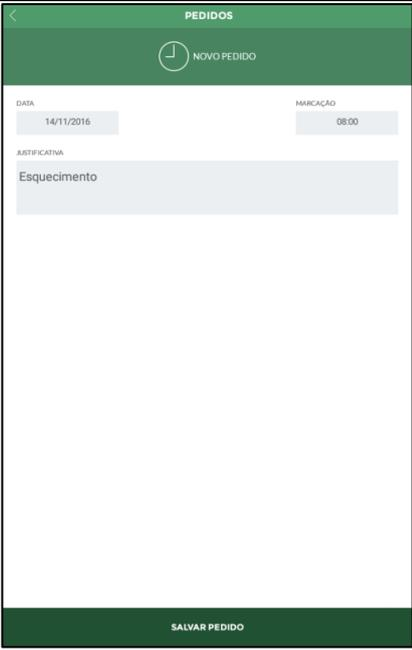 PEDIDOS
NOVO PEDIDO
DATA MARCAÇÃO
14/11/2016 08:00
JUSTIFICATIVA
Esquecimento
SALVAR PEDIDO